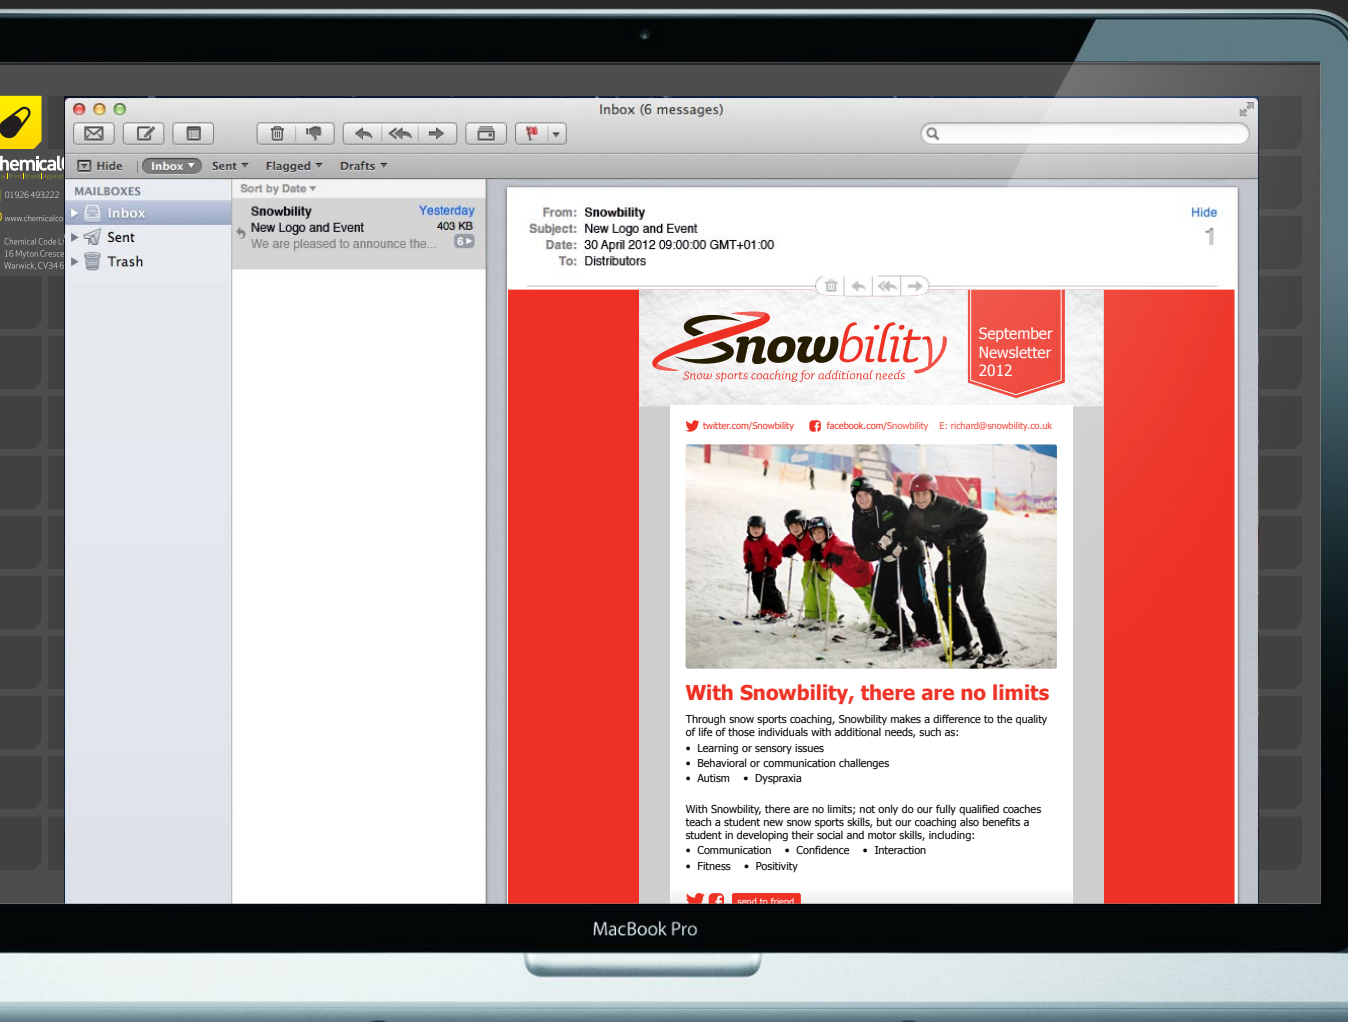 Inbox (6 messages)
Hide
Inbox
Sent
Flagged
Drafts
hemical
01926 493222
www.chemicalco
Chemical Code L
16 Myton Cresce
Warwick, CV34 6
MAILBOXES
Inbox
Sent
Trash
Sort by Date
Snowbility Yesterday
New Logo and Event 403 KB
We are pleased to announce the... 6
From: Snowbility Hide
Subject: New Logo and Event 1
Date: 30 April 2012 09:00:00 GMT+01:00
To: Distributors
Snowbility
Snow sports coaching for additional needs
September
Newsletter
2012
twitter.com/Snowbility facebook.com/Snowbility E: richard@snowbility.co.uk
With Snowbility, there are no limits
Through snow sports coaching, Snowbility makes a difference to the quality
of life of those individuals with additional needs, such as:
• Learning or sensory issues
• Behavioral or communication challenges
• Autism • Dyspraxia
With Snowbility, there are no limits; not only do our fully qualified coaches
teach a student new snow sports skills, but our coaching also benefits a
student in developing their social and motor skills, including:
• Communication • Confidence • Interaction
• Fitness • Positivity
send to friend
MacBook Pro